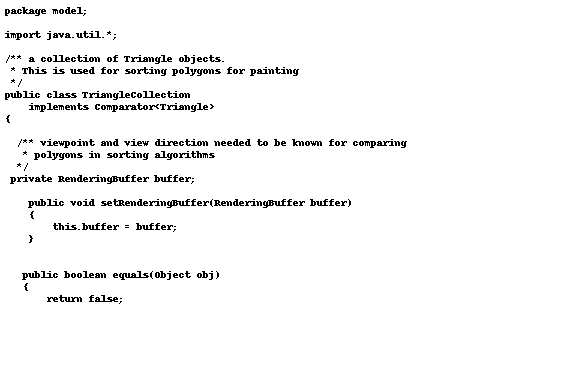 package model;
import java.util.*;
/** a collection of Triangle objects.
* This is used for sorting polygons for painting
*/
public class TriangleCollection
implements Comparator<Triangle>
{
/** viewpoint and view direction needed to be known for comparing
* polygons in sorting algorithms
*/
private RenderingBuffer buffer;
public void setRenderingBuffer(RenderingBuffer buffer)
{
this.buffer = buffer;
}
public boolean equals(Object obj)
{
return false;